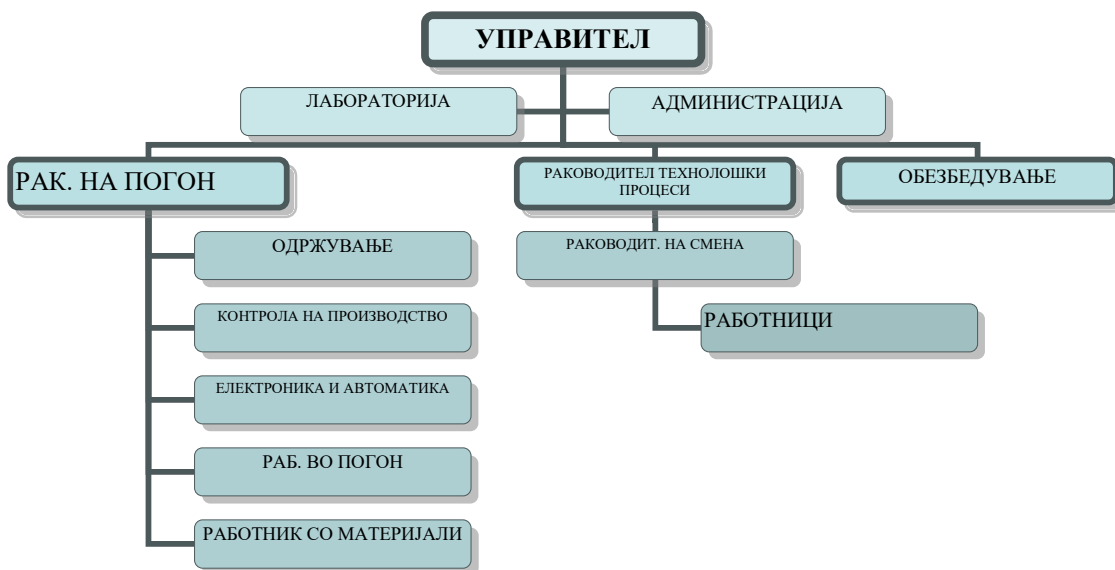 УПРАВИТЕЛ
ЛАБОРАТОРИЈА
АДМИНИСТРАЦИЈА
РАК. НА ПОГОН
РАКОВОДИТЕЛ ТЕХНОЛОШКИ
ПРОЦЕСИ
ОБЕЗБЕДУВАЊЕ
ОДРЖУВАЊЕ
РАКОВОДИТ. НА СМЕНА
КОНТРОЛА НА ПРОИЗВОДСТВО
РАБОТНИЦИ
ЕЛЕКТРОНИКА И АВТОМАТИКА
РАБ. ВО ПОГОН
РАБОТНИК СО МАТЕРИЈАЛИ